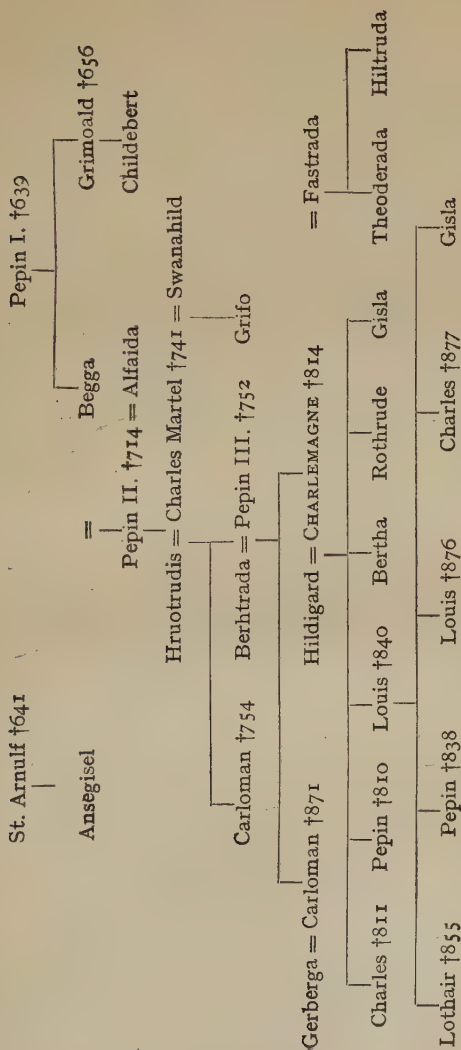 Pepin I. †639
St. Arnulf †641
Ansegisel = Begga Grimoald †656
Childebert
Pepin II. †714 = Alfaida
Hruotrudis = Charles Martel †741 = Swanahild
Carloman †754 Berhtrada = Pepin III. †752 Grifo
Gerberga = Carloman †871 Hildigard = CHARLEMAGNE †814 = Fastrada
Charles †811 Pepin †810 Louis †840 Bertha Rothrude Gisla Theoderada Hiltruda
Lothair †855 Pepin †838 Louis †876 Charles †877 Gisla